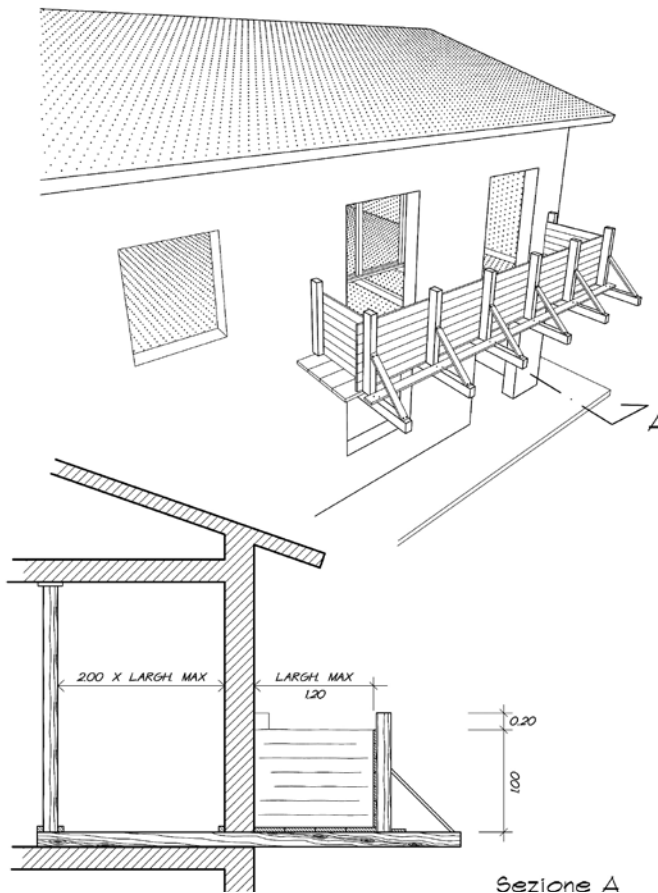 A
2.00 X LARGH. MAX
LARGH. MAX
1.20
0.20
1.00
Sezione A